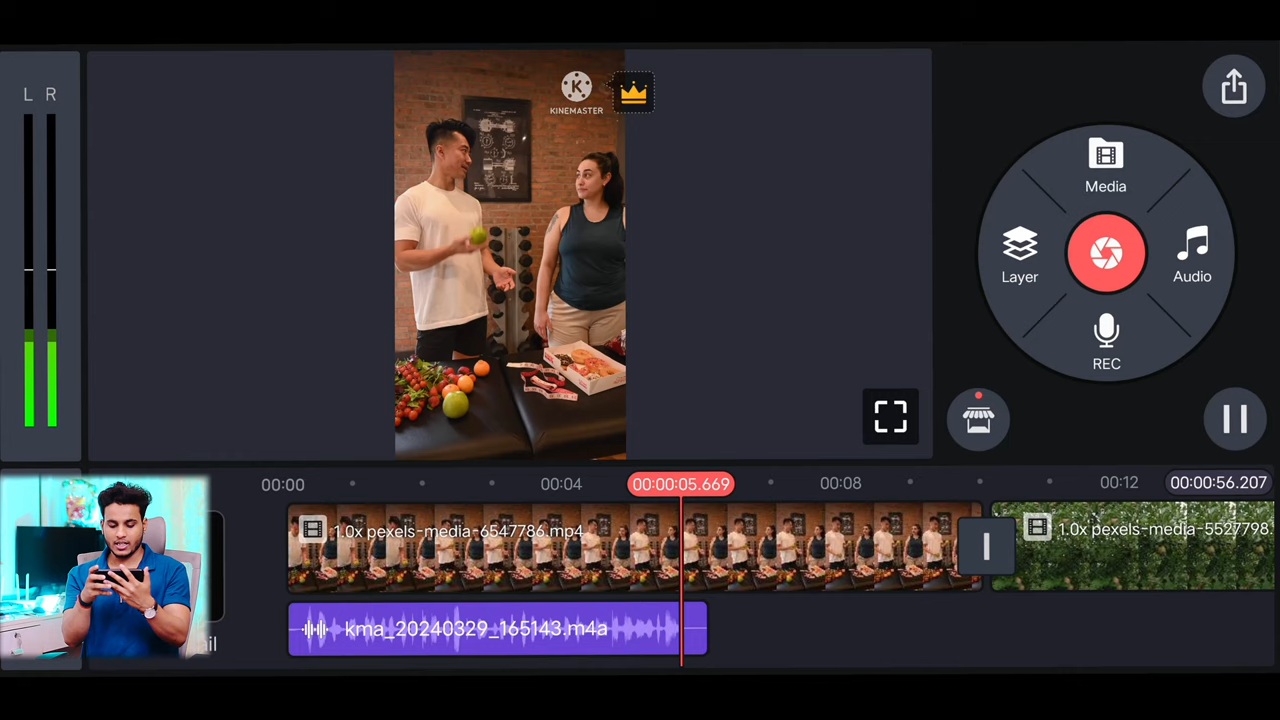 L R
KINEMASTER
Media
Layer
Audio
REC
00:00
00:04
00:00:05.669
00:08
00:12
00:00:56.207
1.0x pexels-media-6547786.mp4
1.0x pexels-media-5527798.
kma_20240329_165143.m4a
il